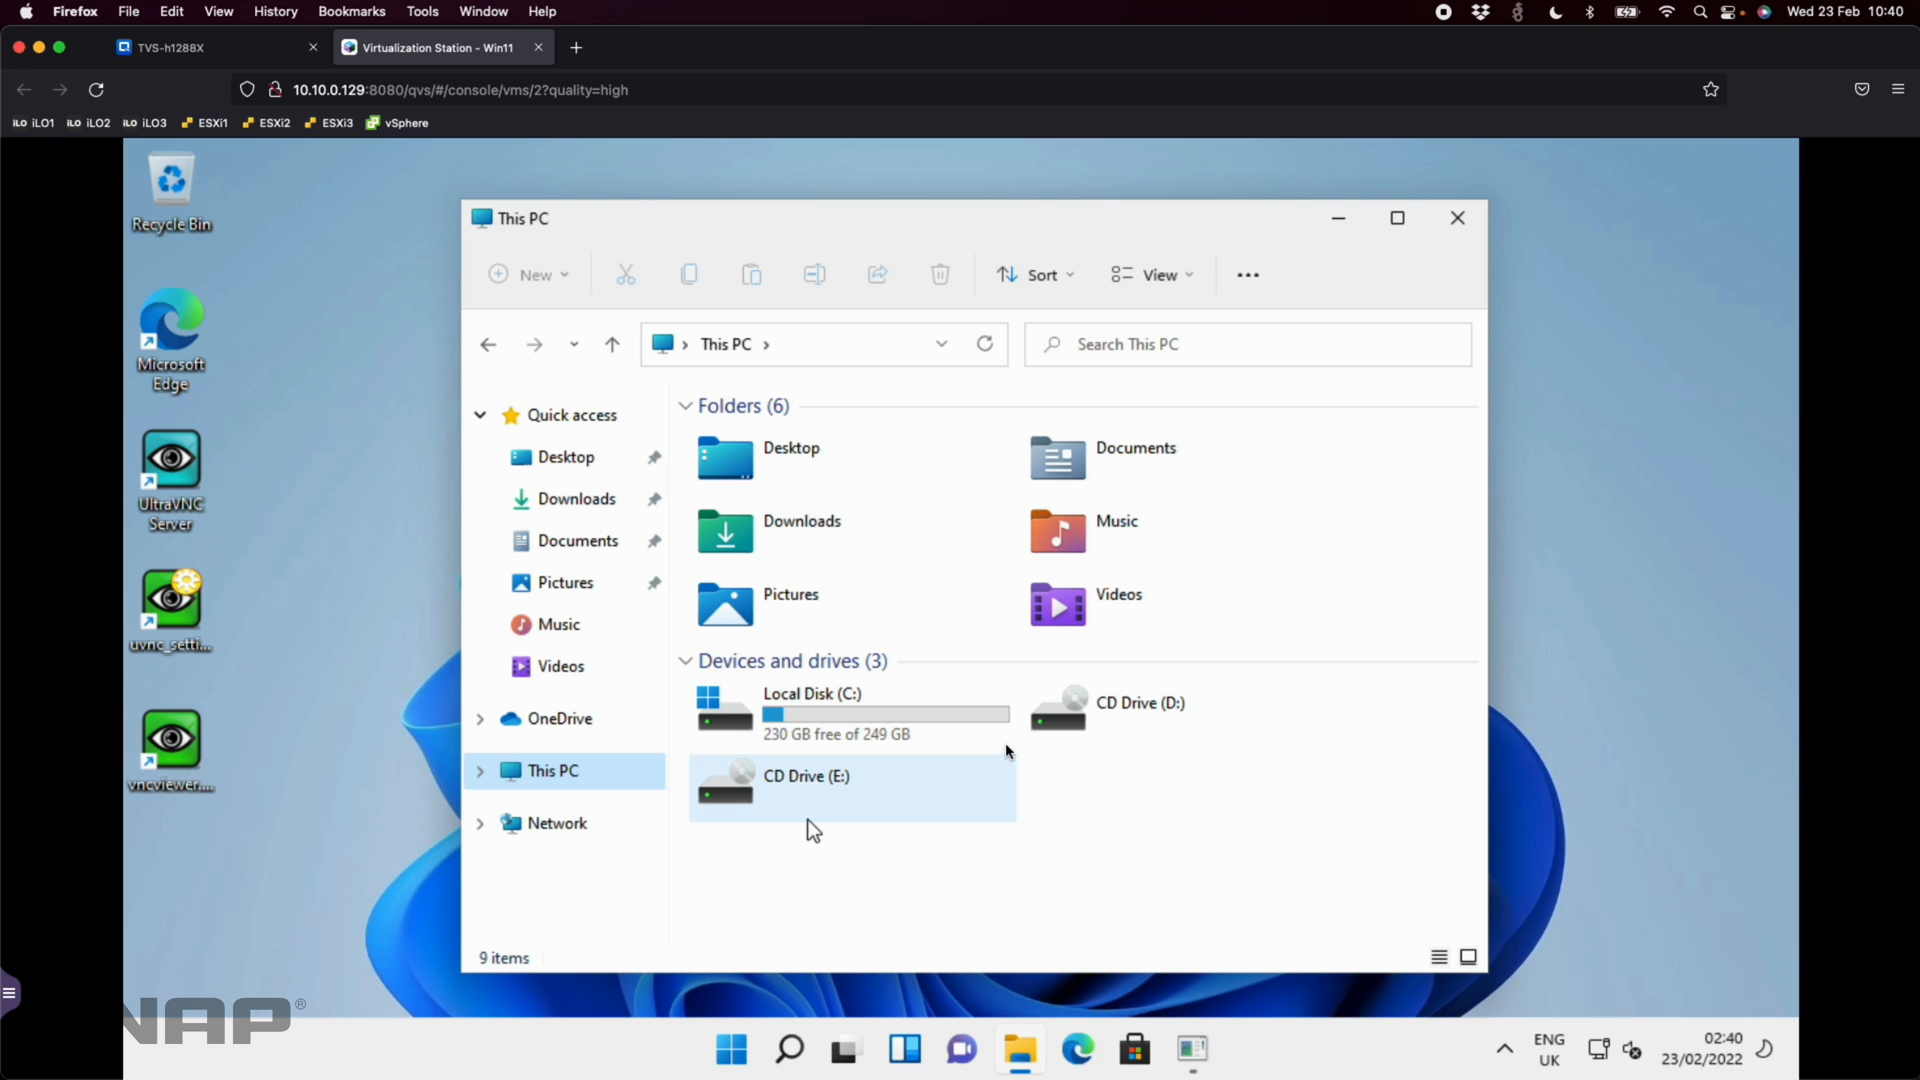 Firefox File Edit View History Bookmarks Tools Window Help Wed 23 Feb 10:40
TVS-h1288X Virtualization Station - Win11
10.10.0.129:8080/qvs/#/console/vms/2?quality=high
iLO iLO1 iLO iLO2 iLO iLO3 ESXi1 ESXi2 ESXi3 vSphere
Recycle Bin
Microsoft
Edge
UltraVNC
Server
uvnc_setti...
vncviewer....
This PC
New Sort View
This PC Search This PC
Quick access
Desktop
Downloads
Documents
Pictures
Music
Videos
OneDrive
This PC
Network
Folders (6)
Desktop Documents
Downloads Music
Pictures Videos
Devices and drives (3)
Local Disk (C:)
230 GB free of 249 GB
CD Drive (D:)
CD Drive (E:)
9 items
NAP®
ENG
UK
02:40
23/02/2022